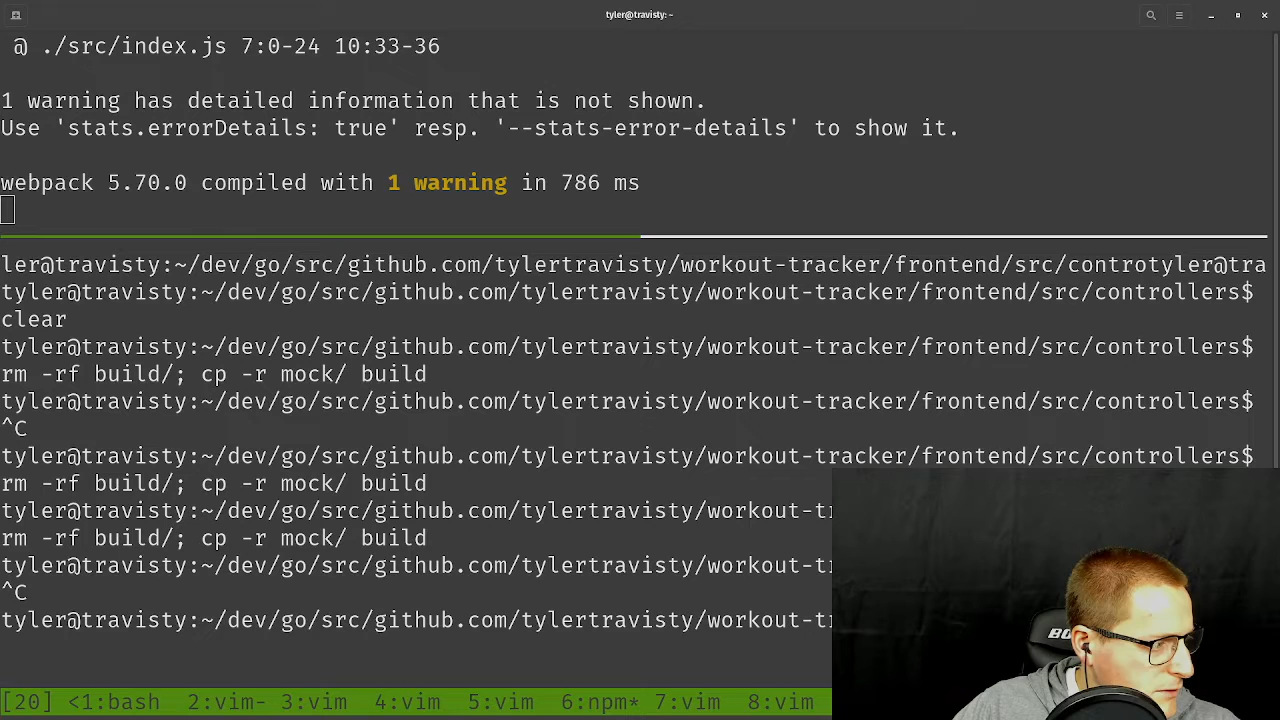 tyler@travisty: ~
@ ./src/index.js 7:0-24 10:33-36
1 warning has detailed information that is not shown.
Use 'stats.errorDetails: true' resp. '--stats-error-details' to show it.
webpack 5.70.0 compiled with 1 warning in 786 ms
ler@travisty:~/dev/go/src/github.com/tylertravisty/workout-tracker/frontend/src/controtyler@tra
tyler@travisty:~/dev/go/src/github.com/tylertravisty/workout-tracker/frontend/src/controllers$
clear
tyler@travisty:~/dev/go/src/github.com/tylertravisty/workout-tracker/frontend/src/controllers$
rm -rf build/; cp -r mock/ build
tyler@travisty:~/dev/go/src/github.com/tylertravisty/workout-tracker/frontend/src/controllers$
^C
tyler@travisty:~/dev/go/src/github.com/tylertravisty/workout-tracker/frontend/src/controllers$
rm -rf build/; cp -r mock/ build
tyler@travisty:~/dev/go/src/github.com/tylertravisty/workout-tr
rm -rf build/; cp -r mock/ build
tyler@travisty:~/dev/go/src/github.com/tylertravisty/workout-tr
^C
tyler@travisty:~/dev/go/src/github.com/tylertravisty/workout-tr
[20] <1:bash 2:vim- 3:vim 4:vim 5:vim 6:npm* 7:vim 8:vim